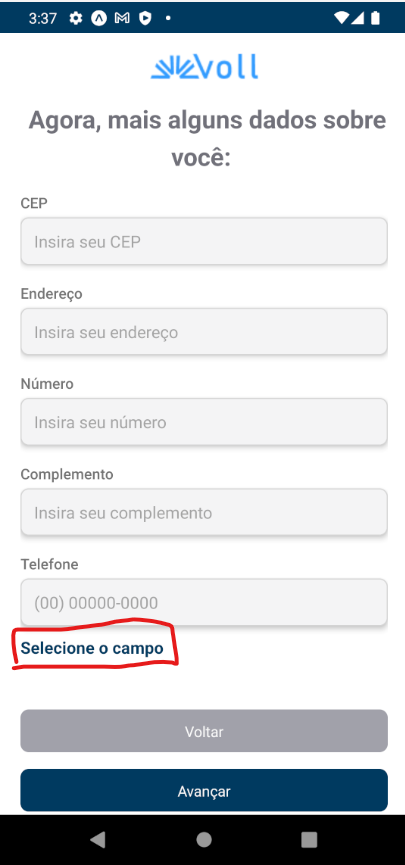 3:37
Voll
Agora, mais alguns dados sobre
você:
CEP
Insira seu CEP
Endereço
Insira seu endereço
Número
Insira seu número
Complemento
Insira seu complemento
Telefone
(00) 00000-0000
Selecione o campo
Voltar
Avançar